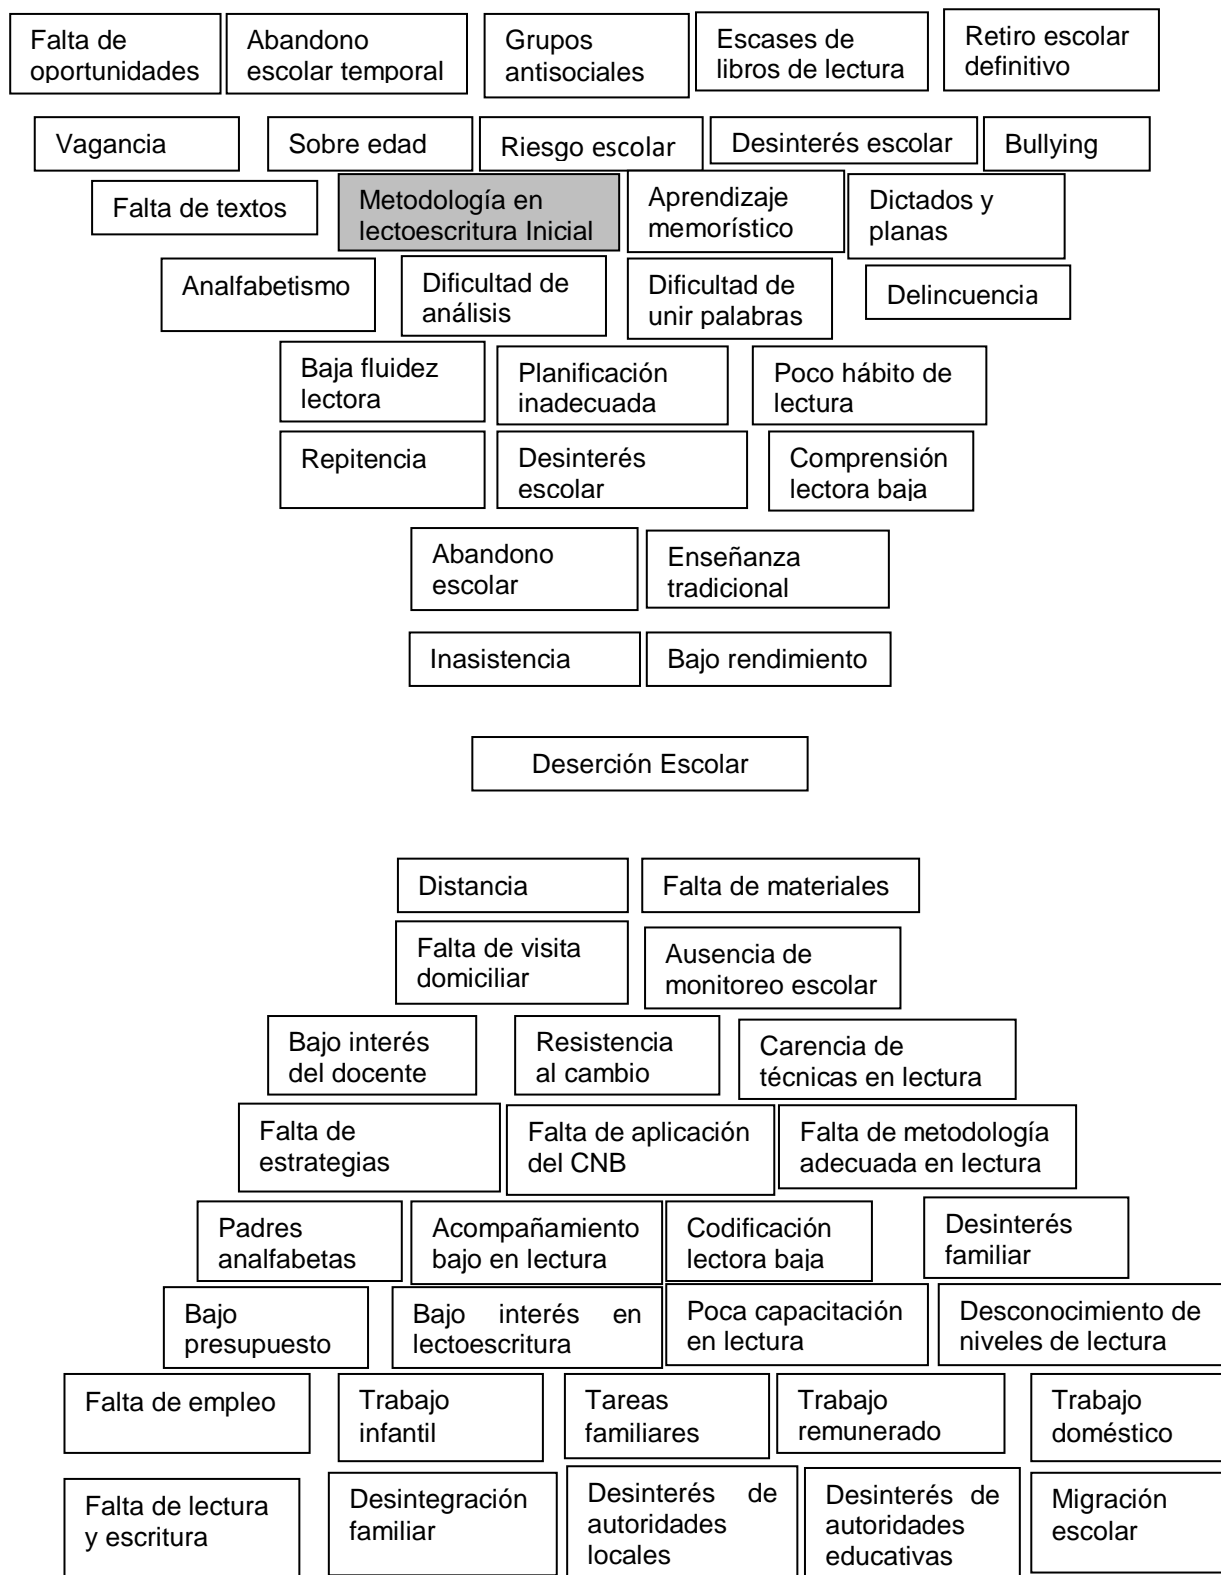 Falta de
oportunidades
Abandono
escolar temporal
Grupos
antisociales
Escases de
libros de lectura
Retiro escolar
definitivo
Vagancia
Sobre edad
Riesgo escolar
Desinterés escolar
Bullying
Falta de textos
Metodología en
lectoescritura Inicial
Aprendizaje
memorístico
Dictados y
planas
Analfabetismo
Dificultad de
análisis
Dificultad de
unir palabras
Delincuencia
Baja fluidez
lectora
Planificación
inadecuada
Poco hábito de
lectura
Repitencia
Desinterés
escolar
Comprensión
lectora baja
Abandono
escolar
Enseñanza
tradicional
Inasistencia
Bajo rendimiento
Deserción Escolar
Distancia
Falta de materiales
Falta de visita
domiciliar
Ausencia de
monitoreo escolar
Bajo interés
del docente
Resistencia
al cambio
Carencia de
técnicas en lectura
Falta de
estrategias
Falta de aplicación
del CNB
Falta de metodología
adecuada en lectura
Padres
analfabetas
Acompañamiento
bajo en lectura
Codificación
lectora baja
Desinterés
familiar
Bajo
presupuesto
Bajo interés en
lectoescritura
Poca capacitación
en lectura
Desconocimiento de
niveles de lectura
Falta de empleo
Trabajo
infantil
Tareas
familiares
Trabajo
remunerado
Trabajo
doméstico
Falta de lectura
y escritura
Desintegración
familiar
Desinterés de
autoridades
locales
Desinterés de
autoridades
educativas
Migración
escolar